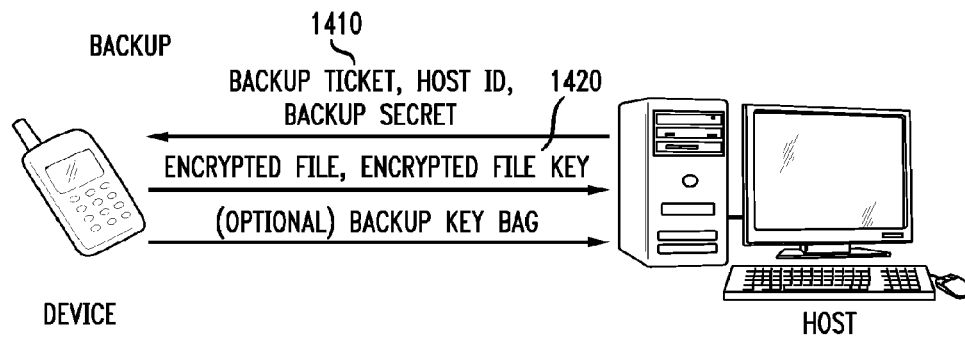 1410
BACKUP
BACKUP TICKET, HOST ID,
1420
BACKUP SECRET
ENCRYPTED FILE, ENCRYPTED FILE KEY
(OPTIONAL) BACKUP KEY BAG
DEVICE
HOST